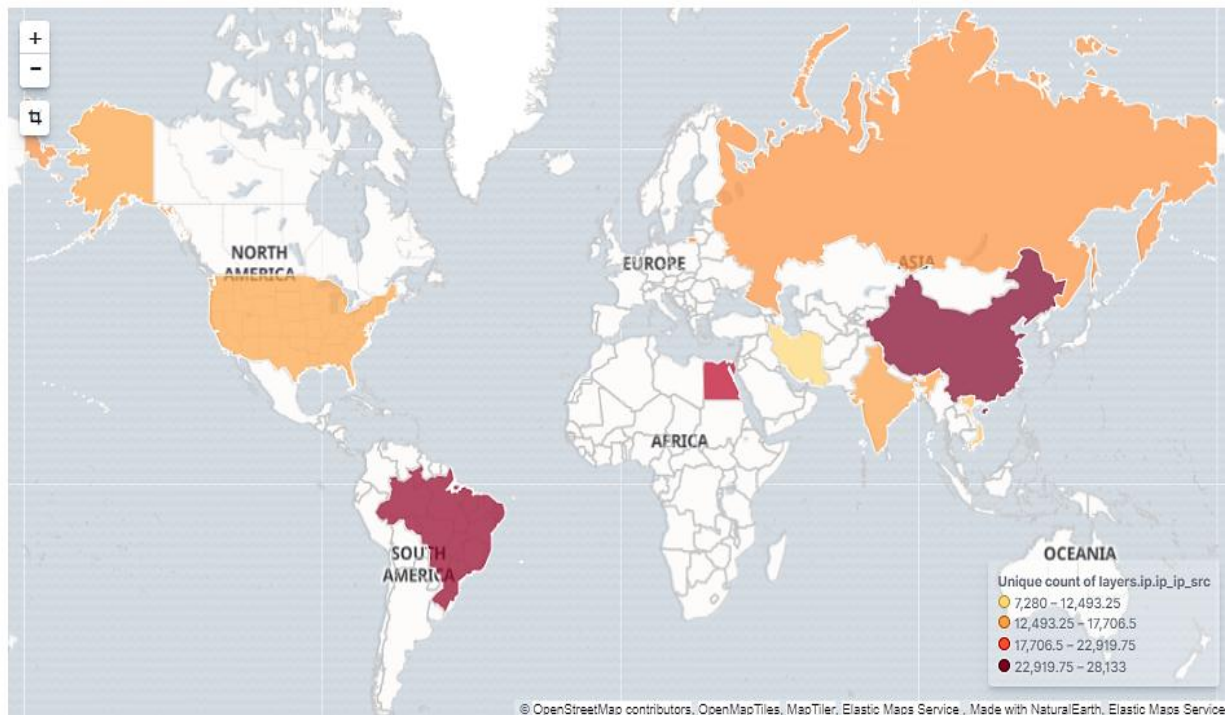 +
−
NORTH
AMERICA
EUROPE
ASIA
AFRICA
SOUTH
AMERICA
OCEANIA
Unique count of layers.ip.ip_ip_src
7,280 – 12,493.25
12,493.25 – 17,706.5
17,706.5 – 22,919.75
22,919.75 – 28,133
© OpenStreetMap contributors, OpenMapTiles, MapTiler, Elastic Maps Service , Made with NaturalEarth, Elastic Maps Service